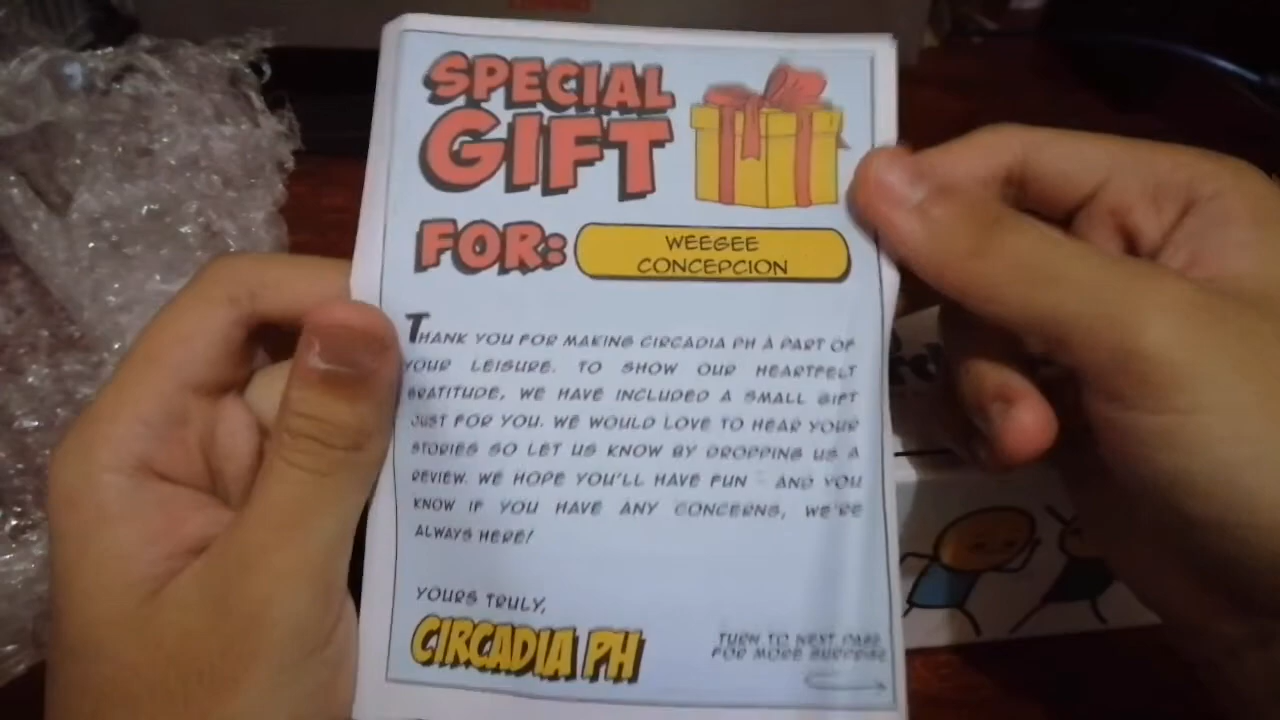 SPECIAL
GIFT
FOR:
WEEGEE
CONCEPCION
THANK YOU FOR MAKING CIRCADIA PH A PART OF
YOUR LEISURE. TO SHOW OUR HEARTFELT
GRATITUDE, WE HAVE INCLUDED A SMALL GIFT
JUST FOR YOU. WE WOULD LOVE TO HEAR YOUR
STORIES SO LET US KNOW BY DROPPING US A
REVIEW. WE HOPE YOU'LL HAVE FUN - AND YOU
KNOW IF YOU HAVE ANY CONCERNS, WE'RE
ALWAYS HERE!
YOURS TRULY,
CIRCADIA PH
TURN TO NEXT PAGE
FOR MORE SURPRISE